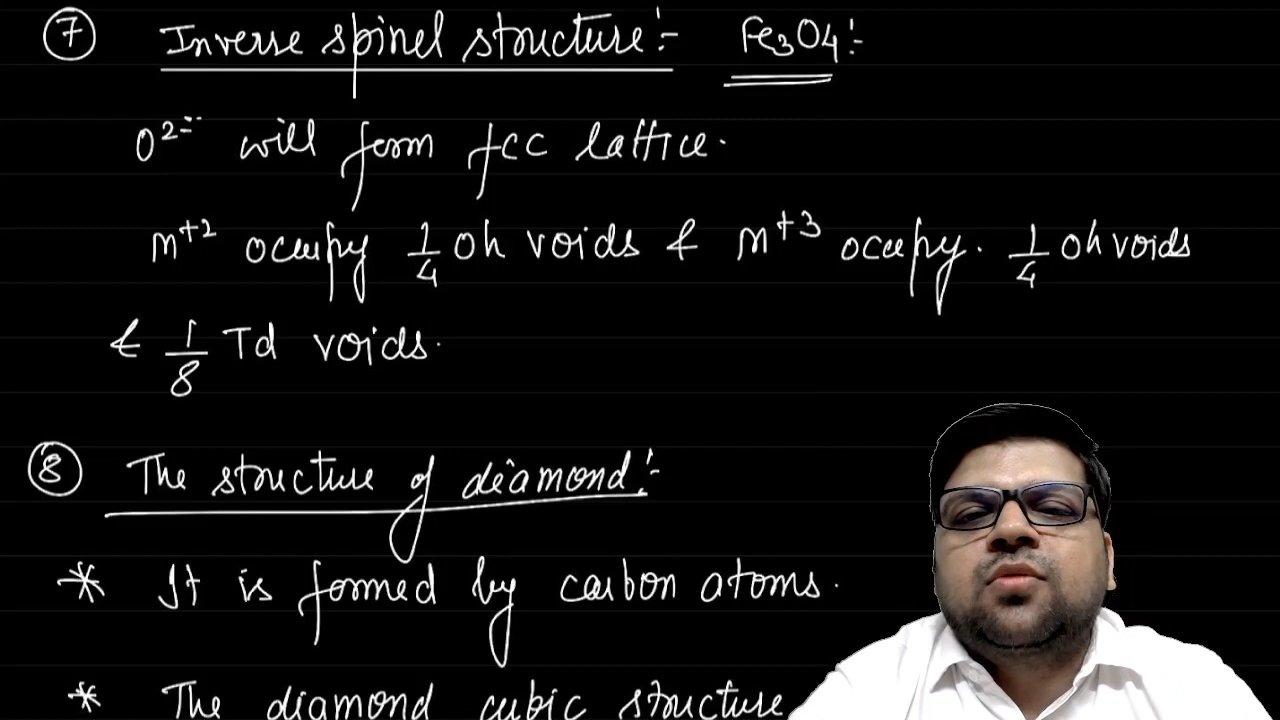 7 Inverse spinel structure:- Fe3O4:-
O2- will form fcc lattice.
M+2 occupy 1/4 Oh voids & M+3 occupy. 1/4 Oh voids
& 1/8 Td voids.
8 The structure of diamond:-
* It is formed by carbon atoms.
* The diamond cubic structure